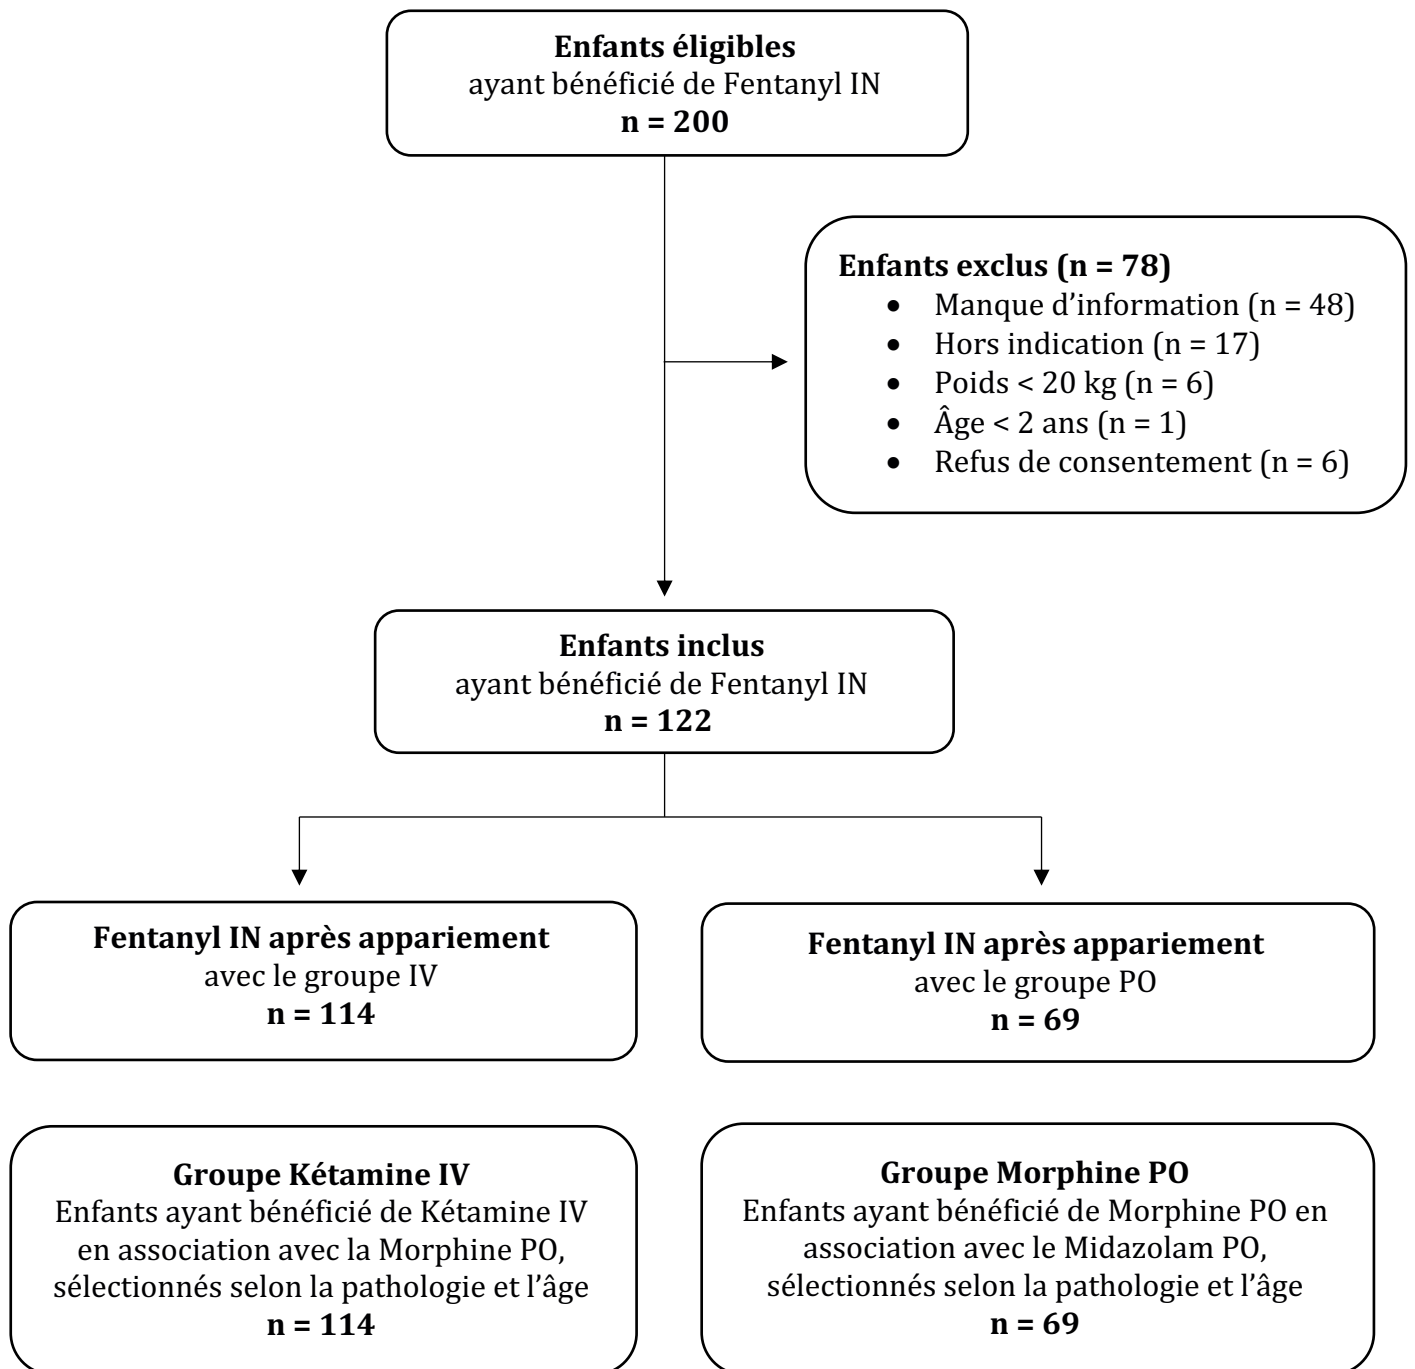 Enfants éligibles
ayant bénéficié de Fentanyl IN
n = 200
Enfants exclus (n = 78)
• Manque d’information (n = 48)
• Hors indication (n = 17)
• Poids < 20 kg (n = 6)
• Âge < 2 ans (n = 1)
• Refus de consentement (n = 6)
Enfants inclus
ayant bénéficié de Fentanyl IN
n = 122
Fentanyl IN après appariement
avec le groupe IV
n = 114
Fentanyl IN après appariement
avec le groupe PO
n = 69
Groupe Kétamine IV
Enfants ayant bénéficié de Kétamine IV
en association avec la Morphine PO,
sélectionnés selon la pathologie et l’âge
n = 114
Groupe Morphine PO
Enfants ayant bénéficié de Morphine PO en
association avec le Midazolam PO,
sélectionnés selon la pathologie et l’âge
n = 69